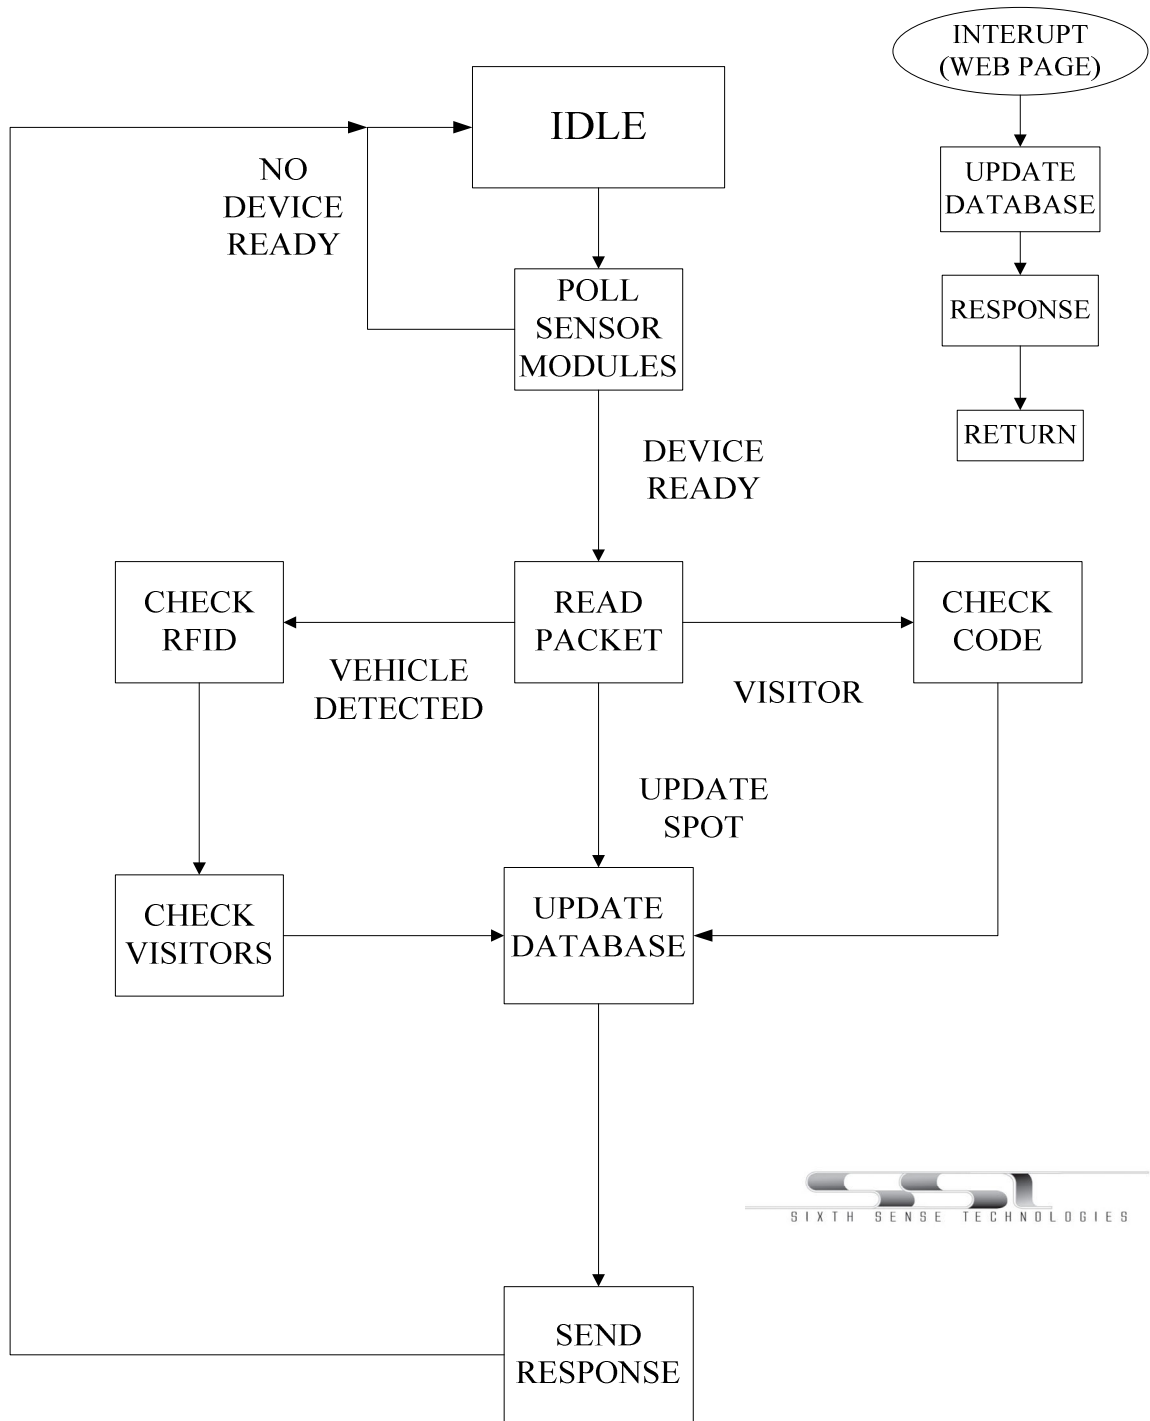 INTERUPT
(WEB PAGE)
IDLE
NO
DEVICE
READY
UPDATE
DATABASE
POLL
SENSOR
MODULES
RESPONSE
RETURN
DEVICE
READY
CHECK
RFID
READ
PACKET
CHECK
CODE
VEHICLE
DETECTED
VISITOR
UPDATE
SPOT
CHECK
VISITORS
UPDATE
DATABASE
SST
SIXTH SENSE TECHNOLOGIES
SEND
RESPONSE